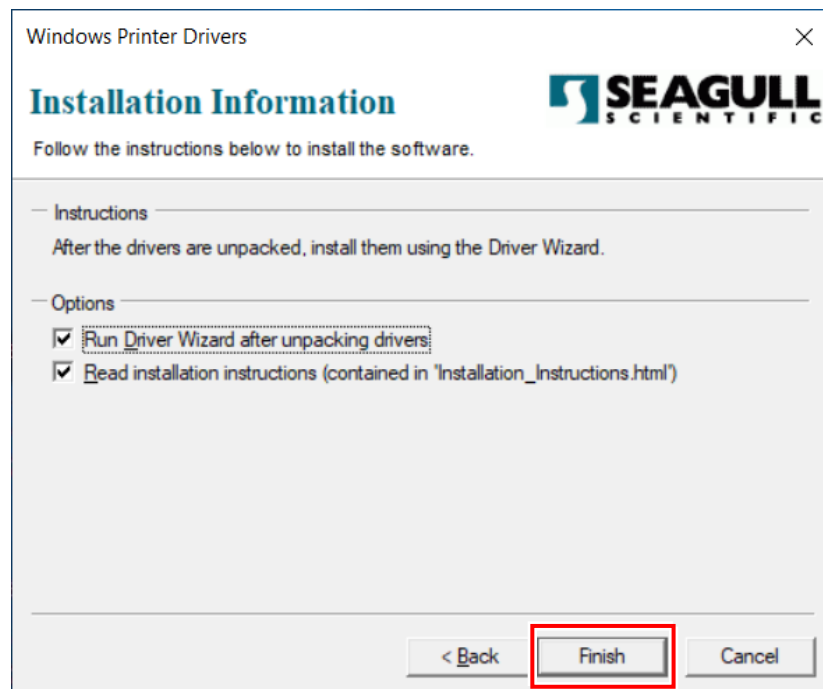 Windows Printer Drivers
Installation Information
SEAGULL
SCIENTIFIC
Follow the instructions below to install the software.
Instructions
After the drivers are unpacked, install them using the Driver Wizard.
Options
Run Driver Wizard after unpacking drivers
Read installation instructions (contained in 'Installation_Instructions.html')
< Back
Finish
Cancel